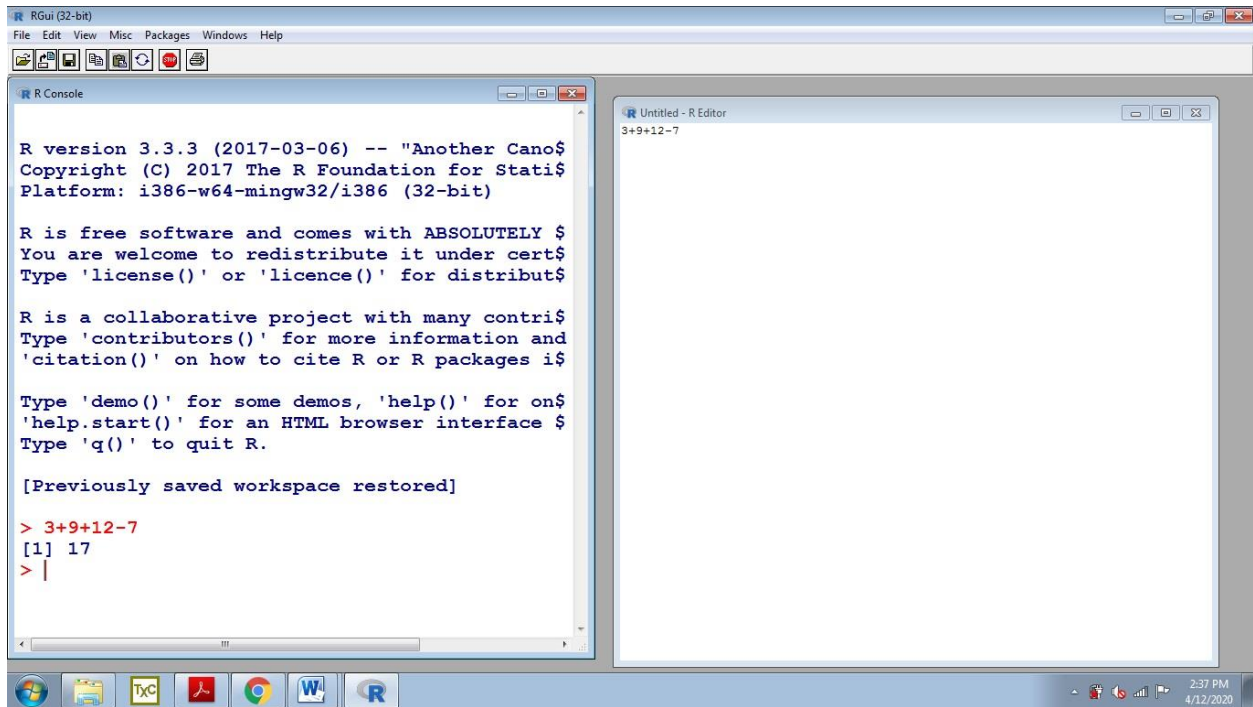 RGui (32-bit)
File Edit View Misc Packages Windows Help
STOP
R Console
R version 3.3.3 (2017-03-06) -- "Another Cano$
Copyright (C) 2017 The R Foundation for Stati$
Platform: i386-w64-mingw32/i386 (32-bit)
R is free software and comes with ABSOLUTELY $
You are welcome to redistribute it under cert$
Type 'license()' or 'licence()' for distribut$
R is a collaborative project with many contri$
Type 'contributors()' for more information and
'citation()' on how to cite R or R packages i$
Type 'demo()' for some demos, 'help()' for on$
'help.start()' for an HTML browser interface $
Type 'q()' to quit R.
[Previously saved workspace restored]
> 3+9+12-7
[1] 17
>
Untitled - R Editor
3+9+12-7
TXC
W
R
2:37 PM
4/12/2020